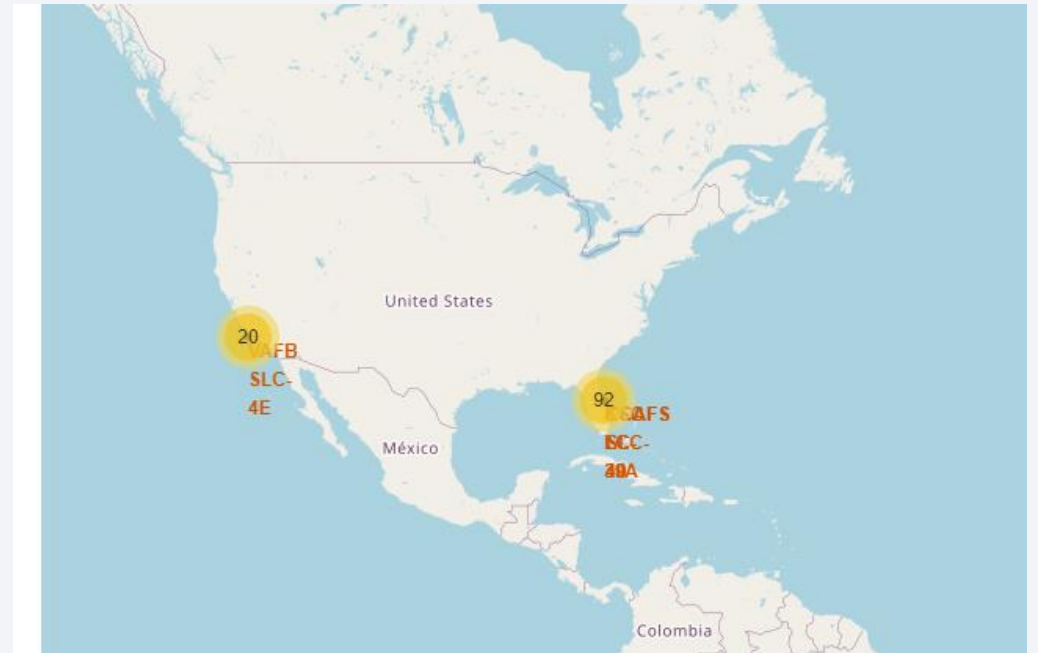 United States
20
VAFB
SLC-
4E
92
México
Colombia